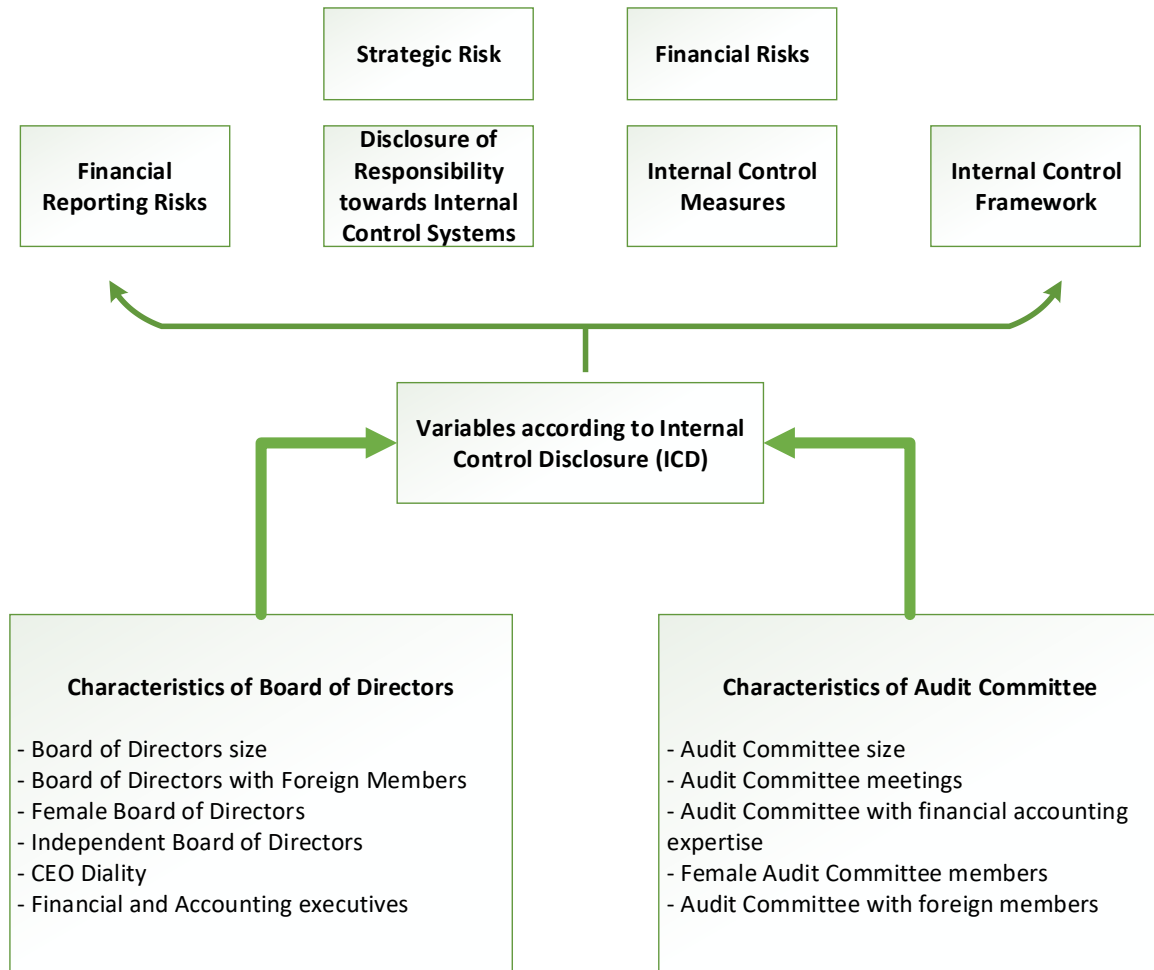 Strategic Risk
Financial Risks
Financial
Reporting Risks
Disclosure of
Responsibility
towards Internal
Control Systems
Internal Control
Measures
Internal Control
Framework
Variables according to Internal
Control Disclosure (ICD)
Characteristics of Board of Directors
- Board of Directors size
- Board of Directors with Foreign Members
- Female Board of Directors
- Independent Board of Directors
- CEO Diality
- Financial and Accounting executives
Characteristics of Audit Committee
- Audit Committee size
- Audit Committee meetings
- Audit Committee with financial accounting
expertise
- Female Audit Committee members
- Audit Committee with foreign members